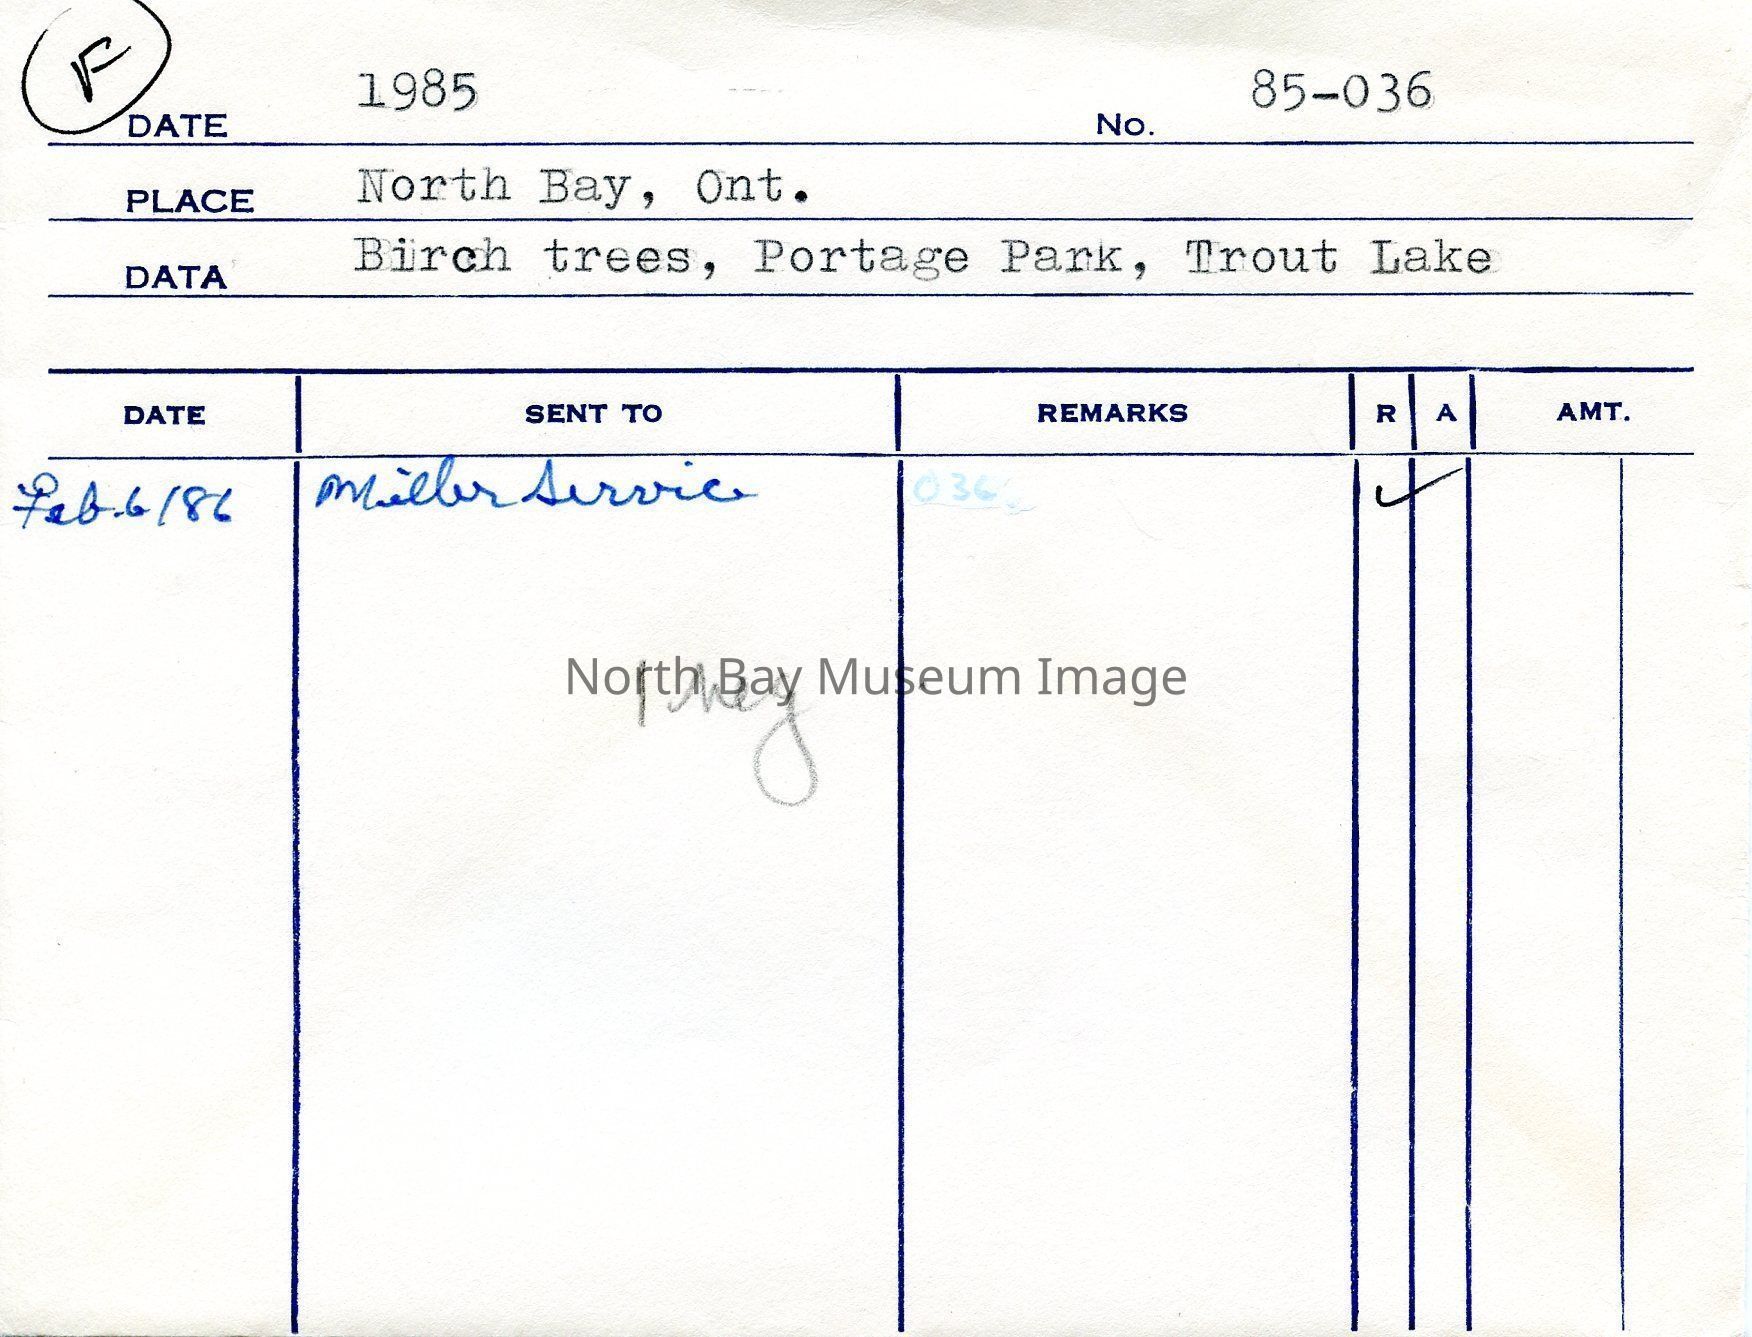 F
DATE 1985 No. 85-036
PLACE North Bay, Ont.
DATA Birch trees, Portage Park, Trout Lake
DATE SENT TO REMARKS R A AMT.
Feb. 6/86 Miller Service 036 ✓
North Bay Museum Image
1 neg